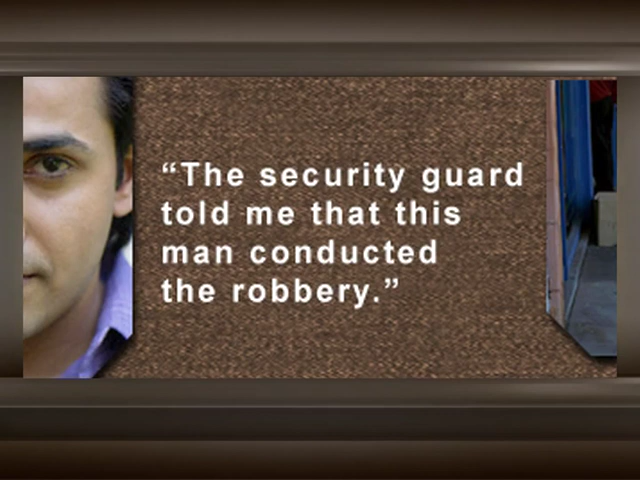 “The security guard
told me that this
man conducted
the robbery.”